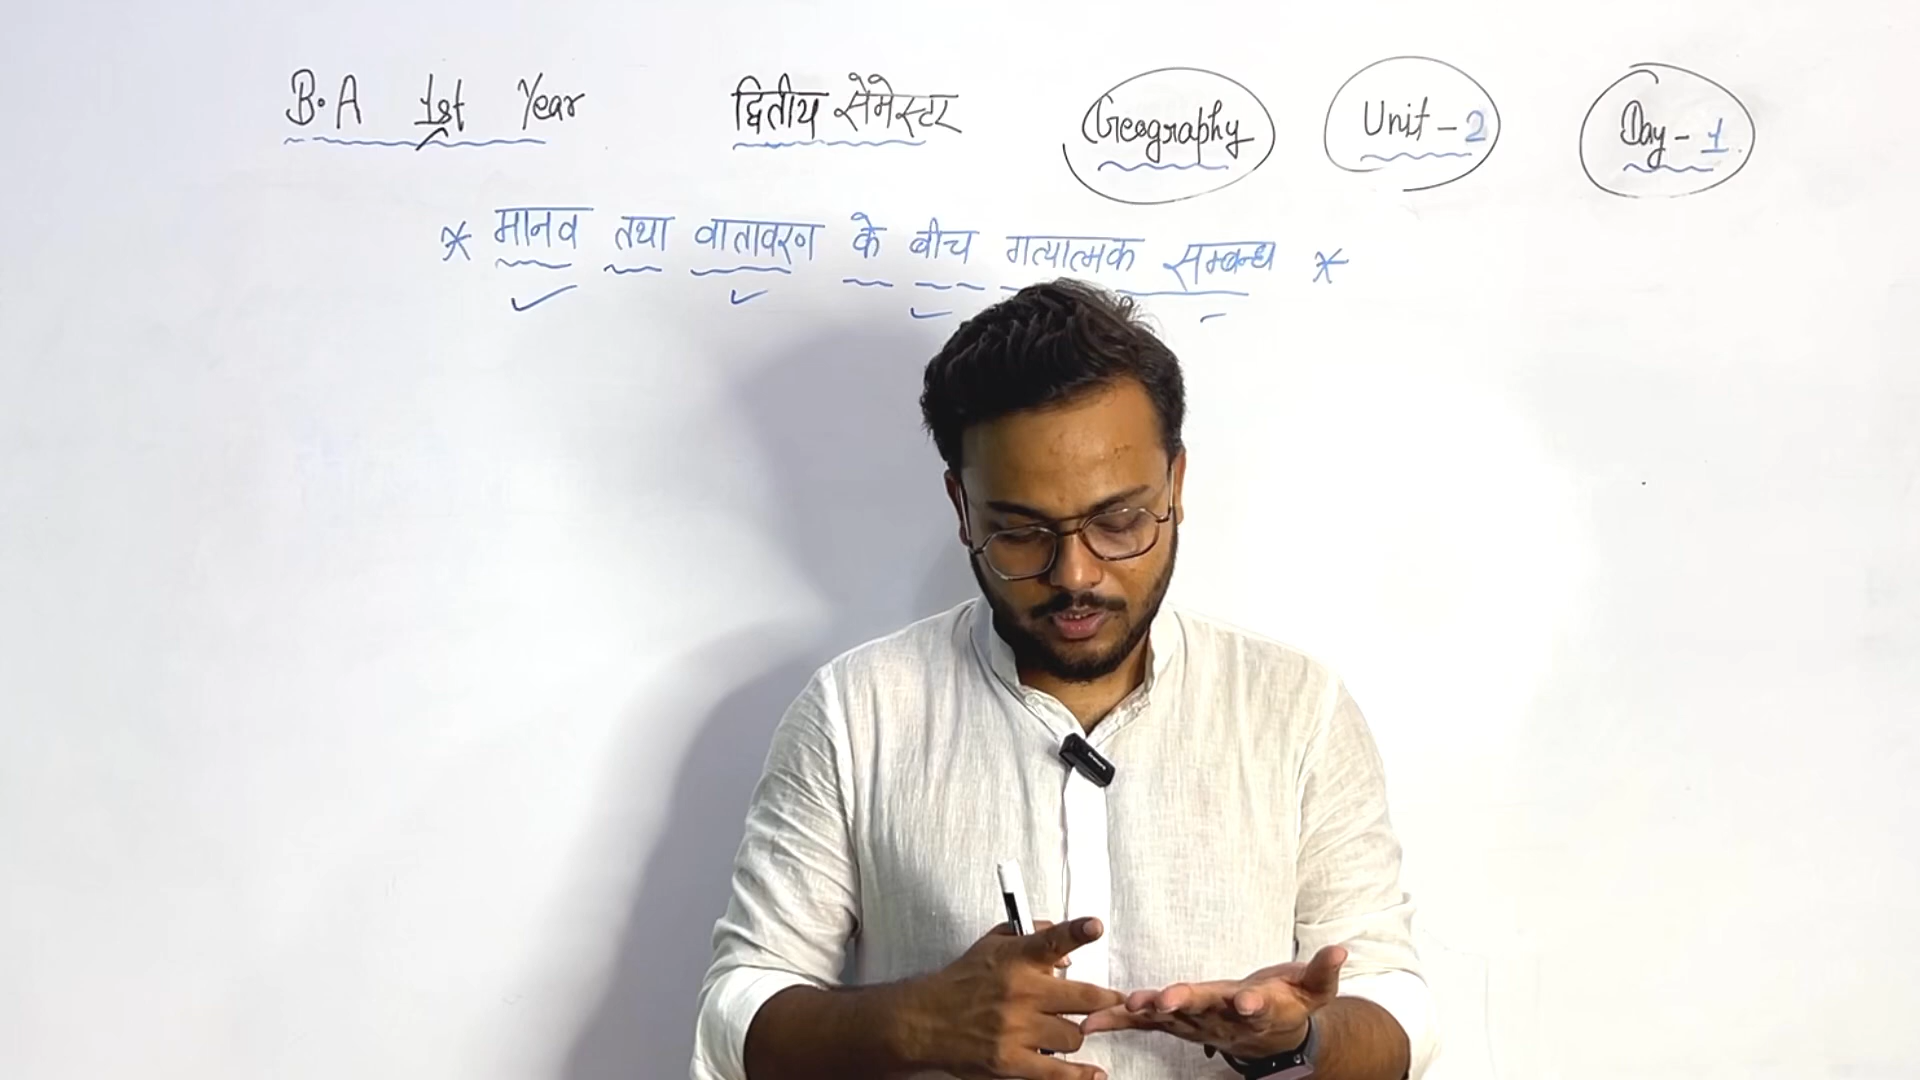 B.A 1st Year द्वितीय सेमेस्टर Geography Unit - 2 Day - 1
* मानव तथा वातावरण के बीच गत्यात्मक सम्बन्ध *